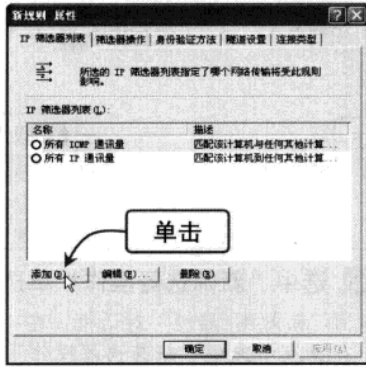 新规则 属性
IP 筛选器列表 筛选器操作 身份验证方法 隧道设置 连接类型
所选的 IP 筛选器列表指定了哪个网络传输将受此规则
影响。
IP 筛选器列表(L):
名称 描述
所有 ICMP 通讯量 匹配该计算机与任何其他计算...
所有 IP 通讯量 匹配该计算机到任何其他计算...
单击
添加(D)... 编辑(E)... 删除(R)
确定 取消 应用(A)